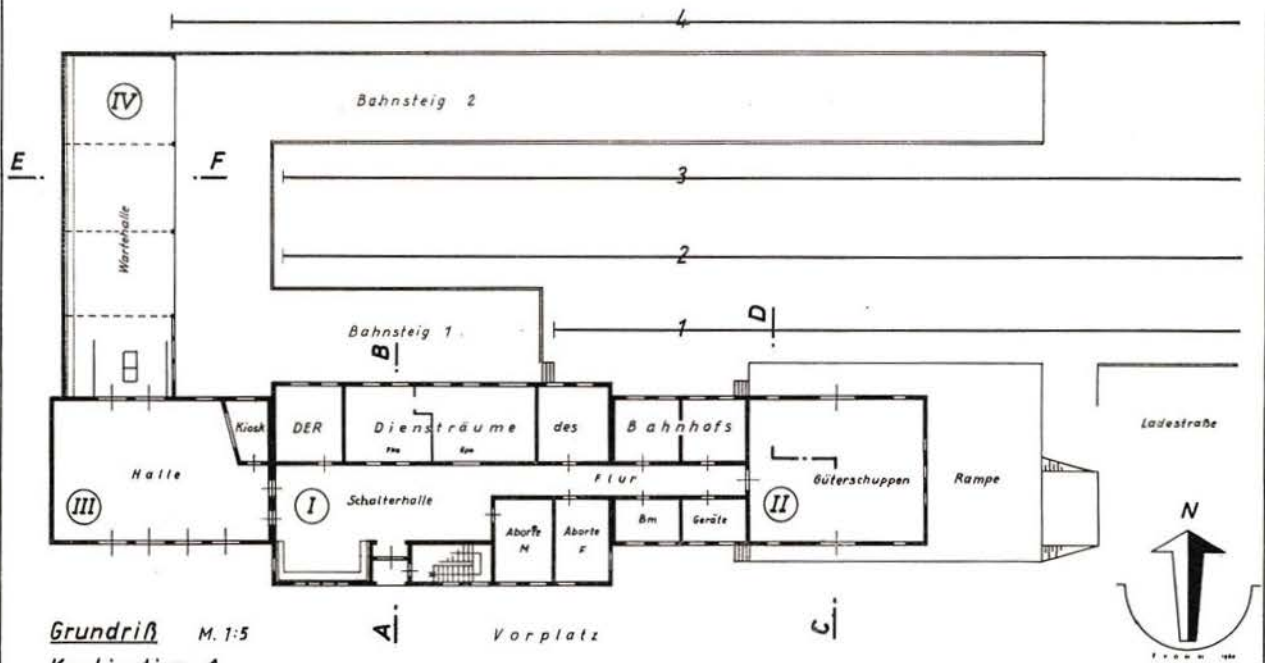 4
IV
Bahnsteig 2
E
F
3
Wartehalle
2
Bahnsteig 1
1
D
B
Kiosk
DER
Diensträume
des
Bahnhofs
Ladestraße
Halle
Flur
III
I
Schalterhalle
II
Güterschuppen
Rampe
Aborte
M
Aborte
F
Bm
Geräte
N
Grundriß M. 1:5
A
Vorplatz
C